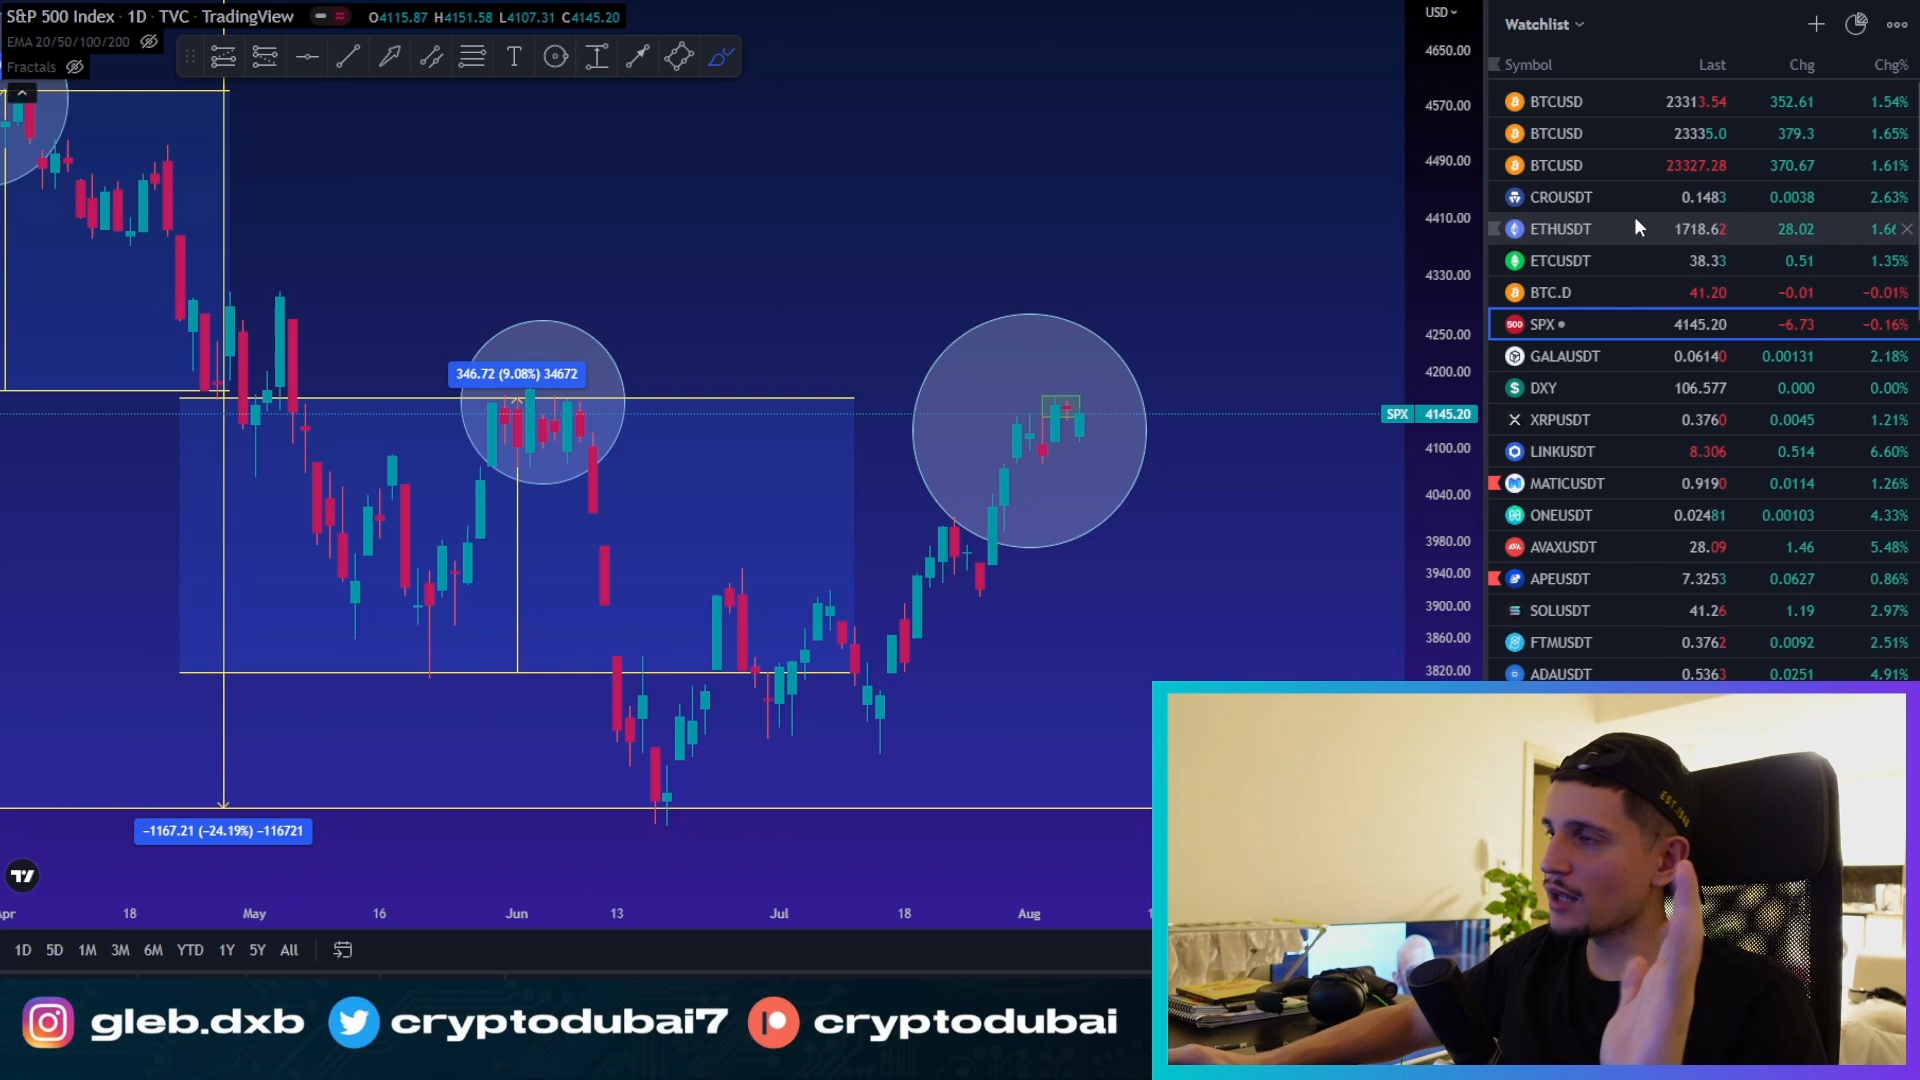 S&P 500 Index · 1D · TVC · TradingView O4115.87 H4151.58 L4107.31 C4145.20
EMA 20/50/100/200
Fractals
USD
4650.00
4570.00
4490.00
4410.00
4330.00
4250.00
4200.00
SPX 4145.20
4100.00
4040.00
3980.00
3940.00
3900.00
3860.00
3820.00
346.72 (9.08%) 34672
−1167.21 (−24.19%) −116721
18 May 16 Jun 13 Jul 18 Aug
1D 5D 1M 3M 6M YTD 1Y 5Y All
Watchlist
Symbol Last Chg Chg%
BTCUSD 23313.54 352.61 1.54%
BTCUSD 23335.0 379.3 1.65%
BTCUSD 23327.28 370.67 1.61%
CROUSDT 0.1483 0.0038 2.63%
ETHUSDT 1718.62 28.02
ETCUSDT 38.33 0.51 1.35%
BTC.D 41.20 −0.01 −0.01%
500 SPX 4145.20 −6.73 −0.16%
GALAUSDT 0.06140 0.00131 2.18%
DXY 106.577 0.000 0.00%
XRPUSDT 0.3760 0.0045 1.21%
LINKUSDT 8.306 0.514 6.60%
MATICUSDT 0.9190 0.0114 1.26%
ONEUSDT 0.02481 0.00103 4.33%
AVAXUSDT 28.09 1.46 5.48%
APEUSDT 7.3253 0.0627 0.86%
SOLUSDT 41.26 1.19 2.97%
FTMUSDT 0.3762 0.0092 2.51%
ADAUSDT 0.5363 0.0251 4.91%
gleb.dxb cryptodubai7 cryptodubai